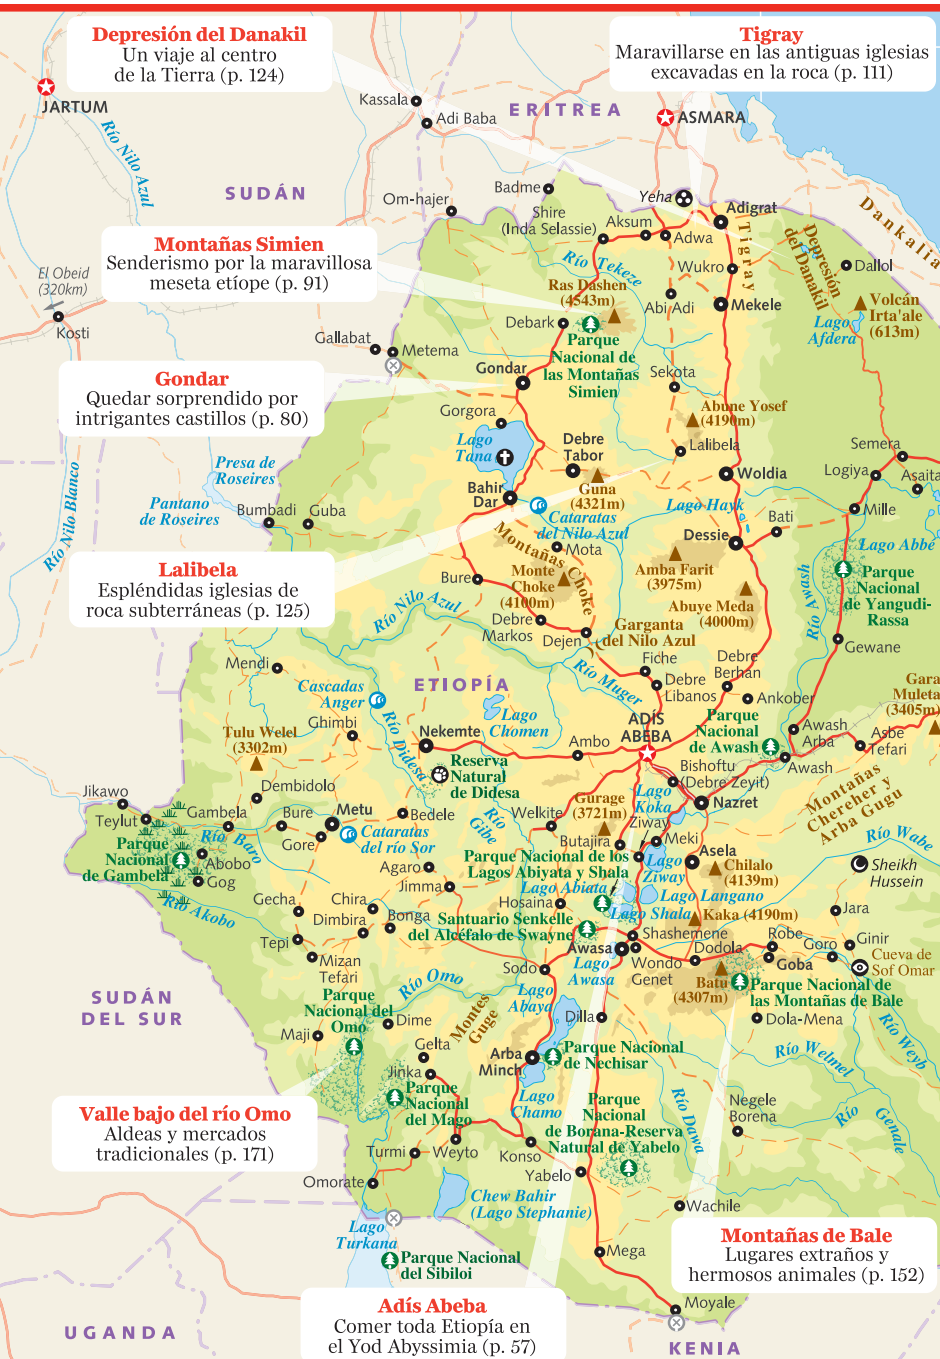 Depresión del Danakil
Un viaje al centro
de la Tierra (p. 124)
Tigray
Maravillarse en las antiguas iglesias
excavadas en la roca (p. 111)
JARTUM
Kassala
Adi Baba
ERITREA
ASMARA
Río Nilo Azul
SUDÁN
Om-hajer
Badme
Shire
(Inda Selassie)
Yeha
Aksum
Adwa
Adigrat
Tigray
Dankalia
Depresión
del Danakil
Dallol
Montañas Simien
Senderismo por la maravillosa
meseta etíope (p. 91)
Río Tekeze
Wukro
Ras Dashen
(4543m)
Abi Adi
Mekele
Volcán
Irta'ale
(613m)
Lago
Afdera
El Obeid
(320km)
Kosti
Gallabat
Metema
Debark
Parque
Nacional de
las Montañas
Simien
Gondar
Sekota
Gondar
Quedar sorprendido por
intrigantes castillos (p. 80)
Gorgora
Lago
Tana
Debre
Tabor
Abune Yosef
(4190m)
Lalibela
Woldia
Semera
Logiya
Asaita
Presa de
Roseires
Pantano
de Roseires
Bumbadi
Guba
Río Nilo Blanco
Bahir
Dar
Guna
(4321m)
Cataratas
del Nilo Azul
Lago Hayk
Mille
Bati
Dessie
Lago Abbé
Montañas Choke
Mota
Monte
Choke
(4100m)
Amba Farit
(3975m)
Abuye Meda
(4000m)
Río Awash
Parque
Nacional
de Yangudi-
Rassa
Lalibela
Espléndidas iglesias de
roca subterráneas (p. 125)
Bure
Río Nilo Azul
Debre
Markos
Dejen
Garganta
del Nilo Azul
Gewane
Mendi
Río Muger
Fiche
Debre
Libanos
Debre
Berhan
Ankober
Gara
Muleta
(3405m)
Cascadas
Anger
ETIOPÍA
Lago
Chomen
Tulu Welel
(3302m)
Ghimbi
Río Didesa
Nekemte
Ambo
ADÍS
ABEBA
Parque
Nacional
de Awash
Awash
Arba
Asbe
Tefari
Awash
Reserva
Natural
de Didesa
Bishoftu
(Debre Zeyit)
Montañas
Chercher y
Arba Gugu
Jikawo
Teylut
Dembidolo
Gambela
Bure
Gore
Metu
Bedele
Río
Gibe
Welkite
Gurage
(3721m)
Lago
Koka
Nazret
Ziway
Meki
Butajira
Río Wabe
Parque
Nacional
de Gambela
Río Baro
Abobo
Gog
Cataratas
del río Sor
Agaro
Jimma
Parque Nacional de los
Lagos Abiyata y Shala
Lago
Ziway
Asela
Chilalo
(4139m)
Sheikh
Hussein
Río Akobo
Gecha
Chira
Dimbira
Bonga
Hosaina
Lago Abiata
Lago Langano
Lago Shala
Kaka (4190m)
Jara
Santuario Senkelle
del Alcéfalo de Swayne
Shashemene
Dodola
Robe
Goro
Ginir
Tepi
Mizan
Tefari
Awasa
Wondo
Genet
Goba
Cueva de
Sof Omar
Sodo
Lago
Awasa
Batu
(4307m)
Parque Nacional de
las Montañas de Bale
SUDÁN
DEL SUR
Río Omo
Parque
Nacional del
Omo
Lago
Abaya
Montes
Guge
Dilla
Dola-Mena
Maji
Dime
Gelta
Jinka
Arba
Minch
Parque Nacional
de Nechisar
Río Welmel
Río Weyb
Valle bajo del río Omo
Aldeas y mercados
tradicionales (p. 171)
Parque
Nacional
del Mago
Lago
Chamo
Parque
Nacional
de Borana-Reserva
Natural de Yabelo
Río Dawa
Negele
Borena
Río Genale
Turmi
Weyto
Konso
Yabelo
Omorate
Chew Bahir
(Lago Stephanie)
Wachile
Lago
Turkana
Parque Nacional
del Sibiloi
Mega
Montañas de Bale
Lugares extraños y
hermosos animales (p. 152)
Adís Abeba
Comer toda Etiopía en
el Yod Abyssimia (p. 57)
Moyale
UGANDA
KENIA